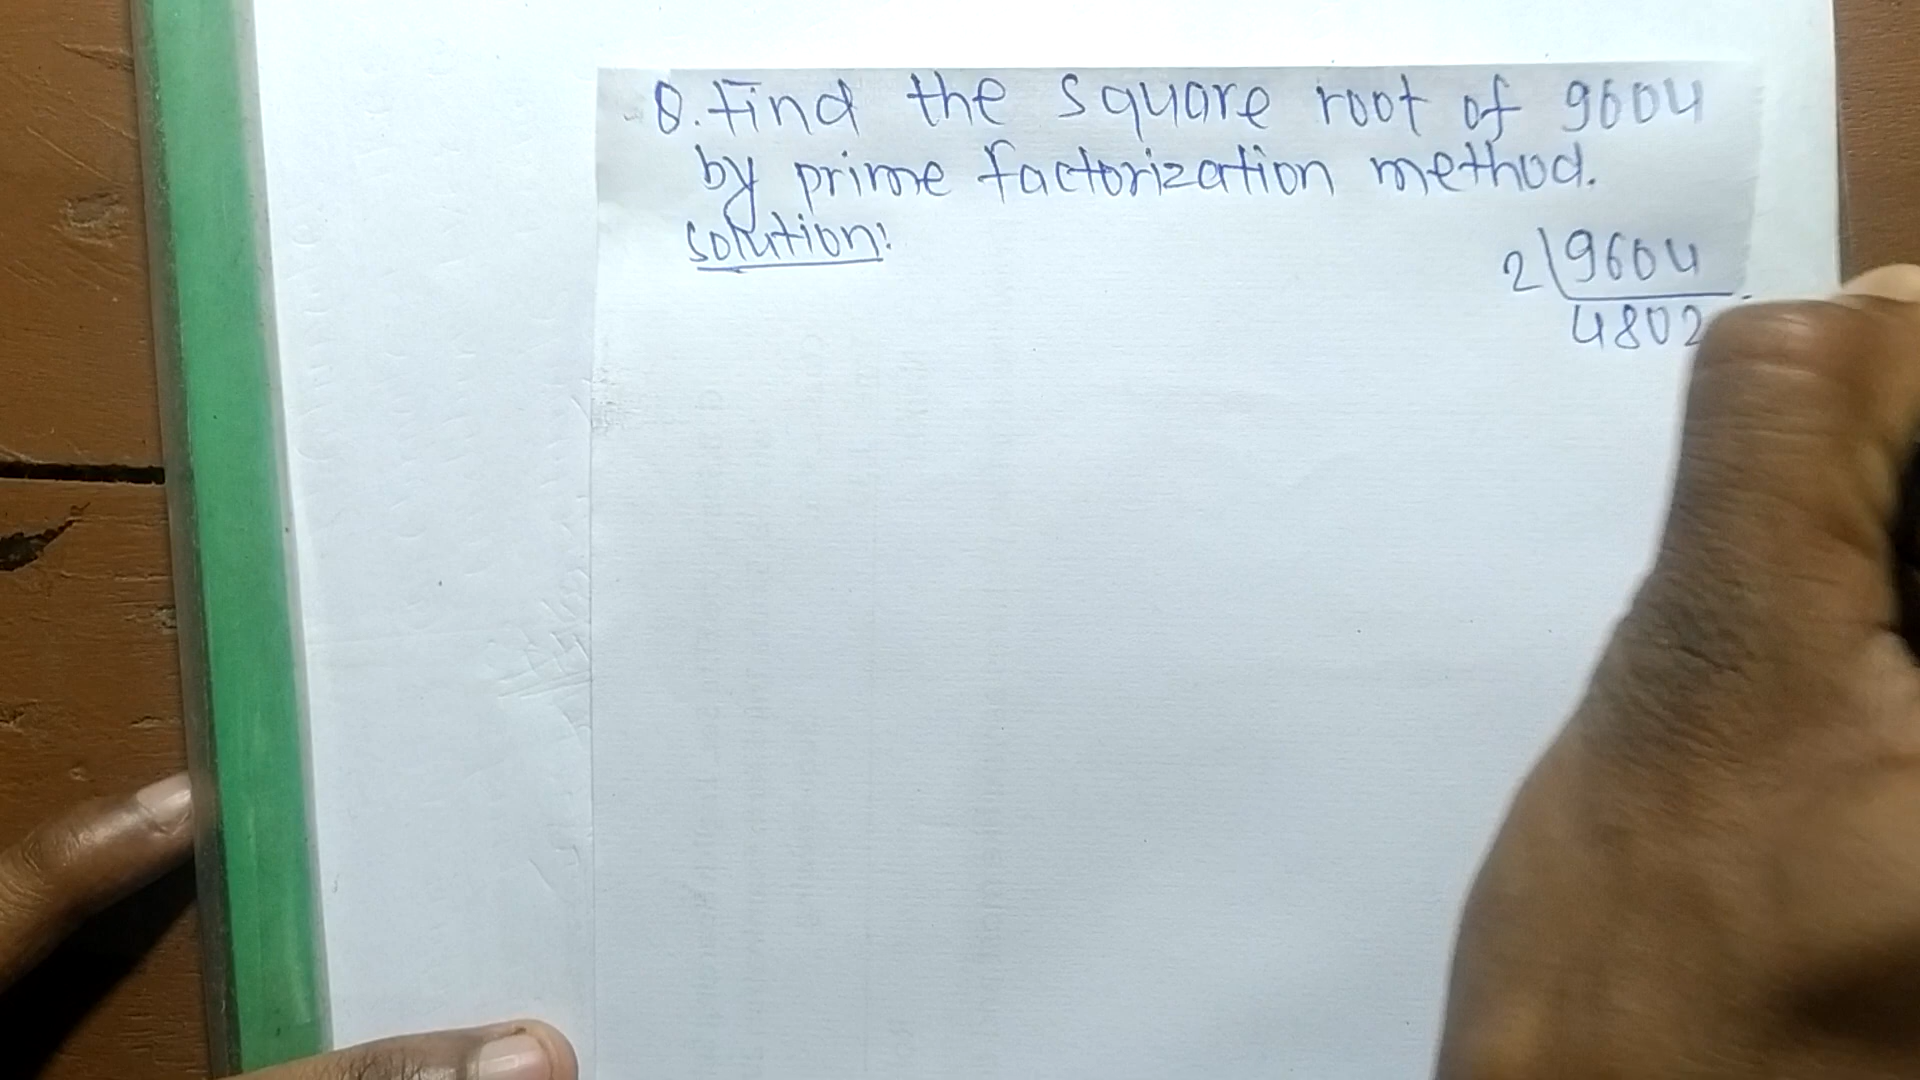 Q. Find the square root of 9604
by prime factorization method.
solution:
2 9604
4802